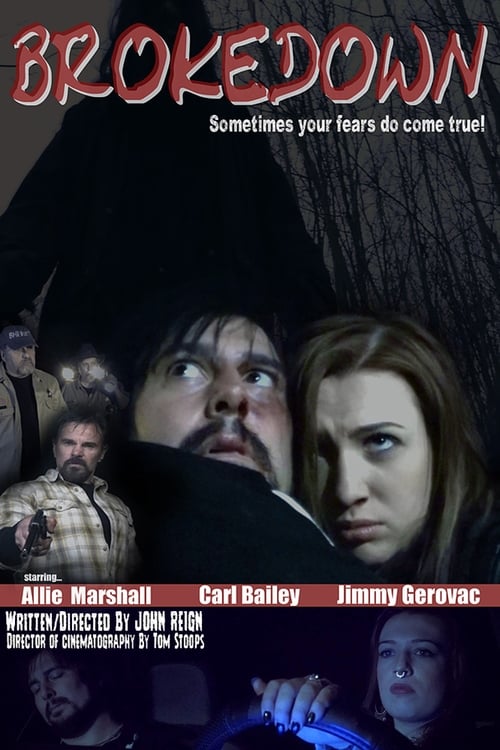 BROKEDOWN
Sometimes your fears do come true!
starring...
Allie Marshall Carl Bailey Jimmy Gerovac
WRITTEN/DIRECTED BY JOHN REIGN
DIRECTOR OF CINEMATOGRAPHY BY TOM STOOPS